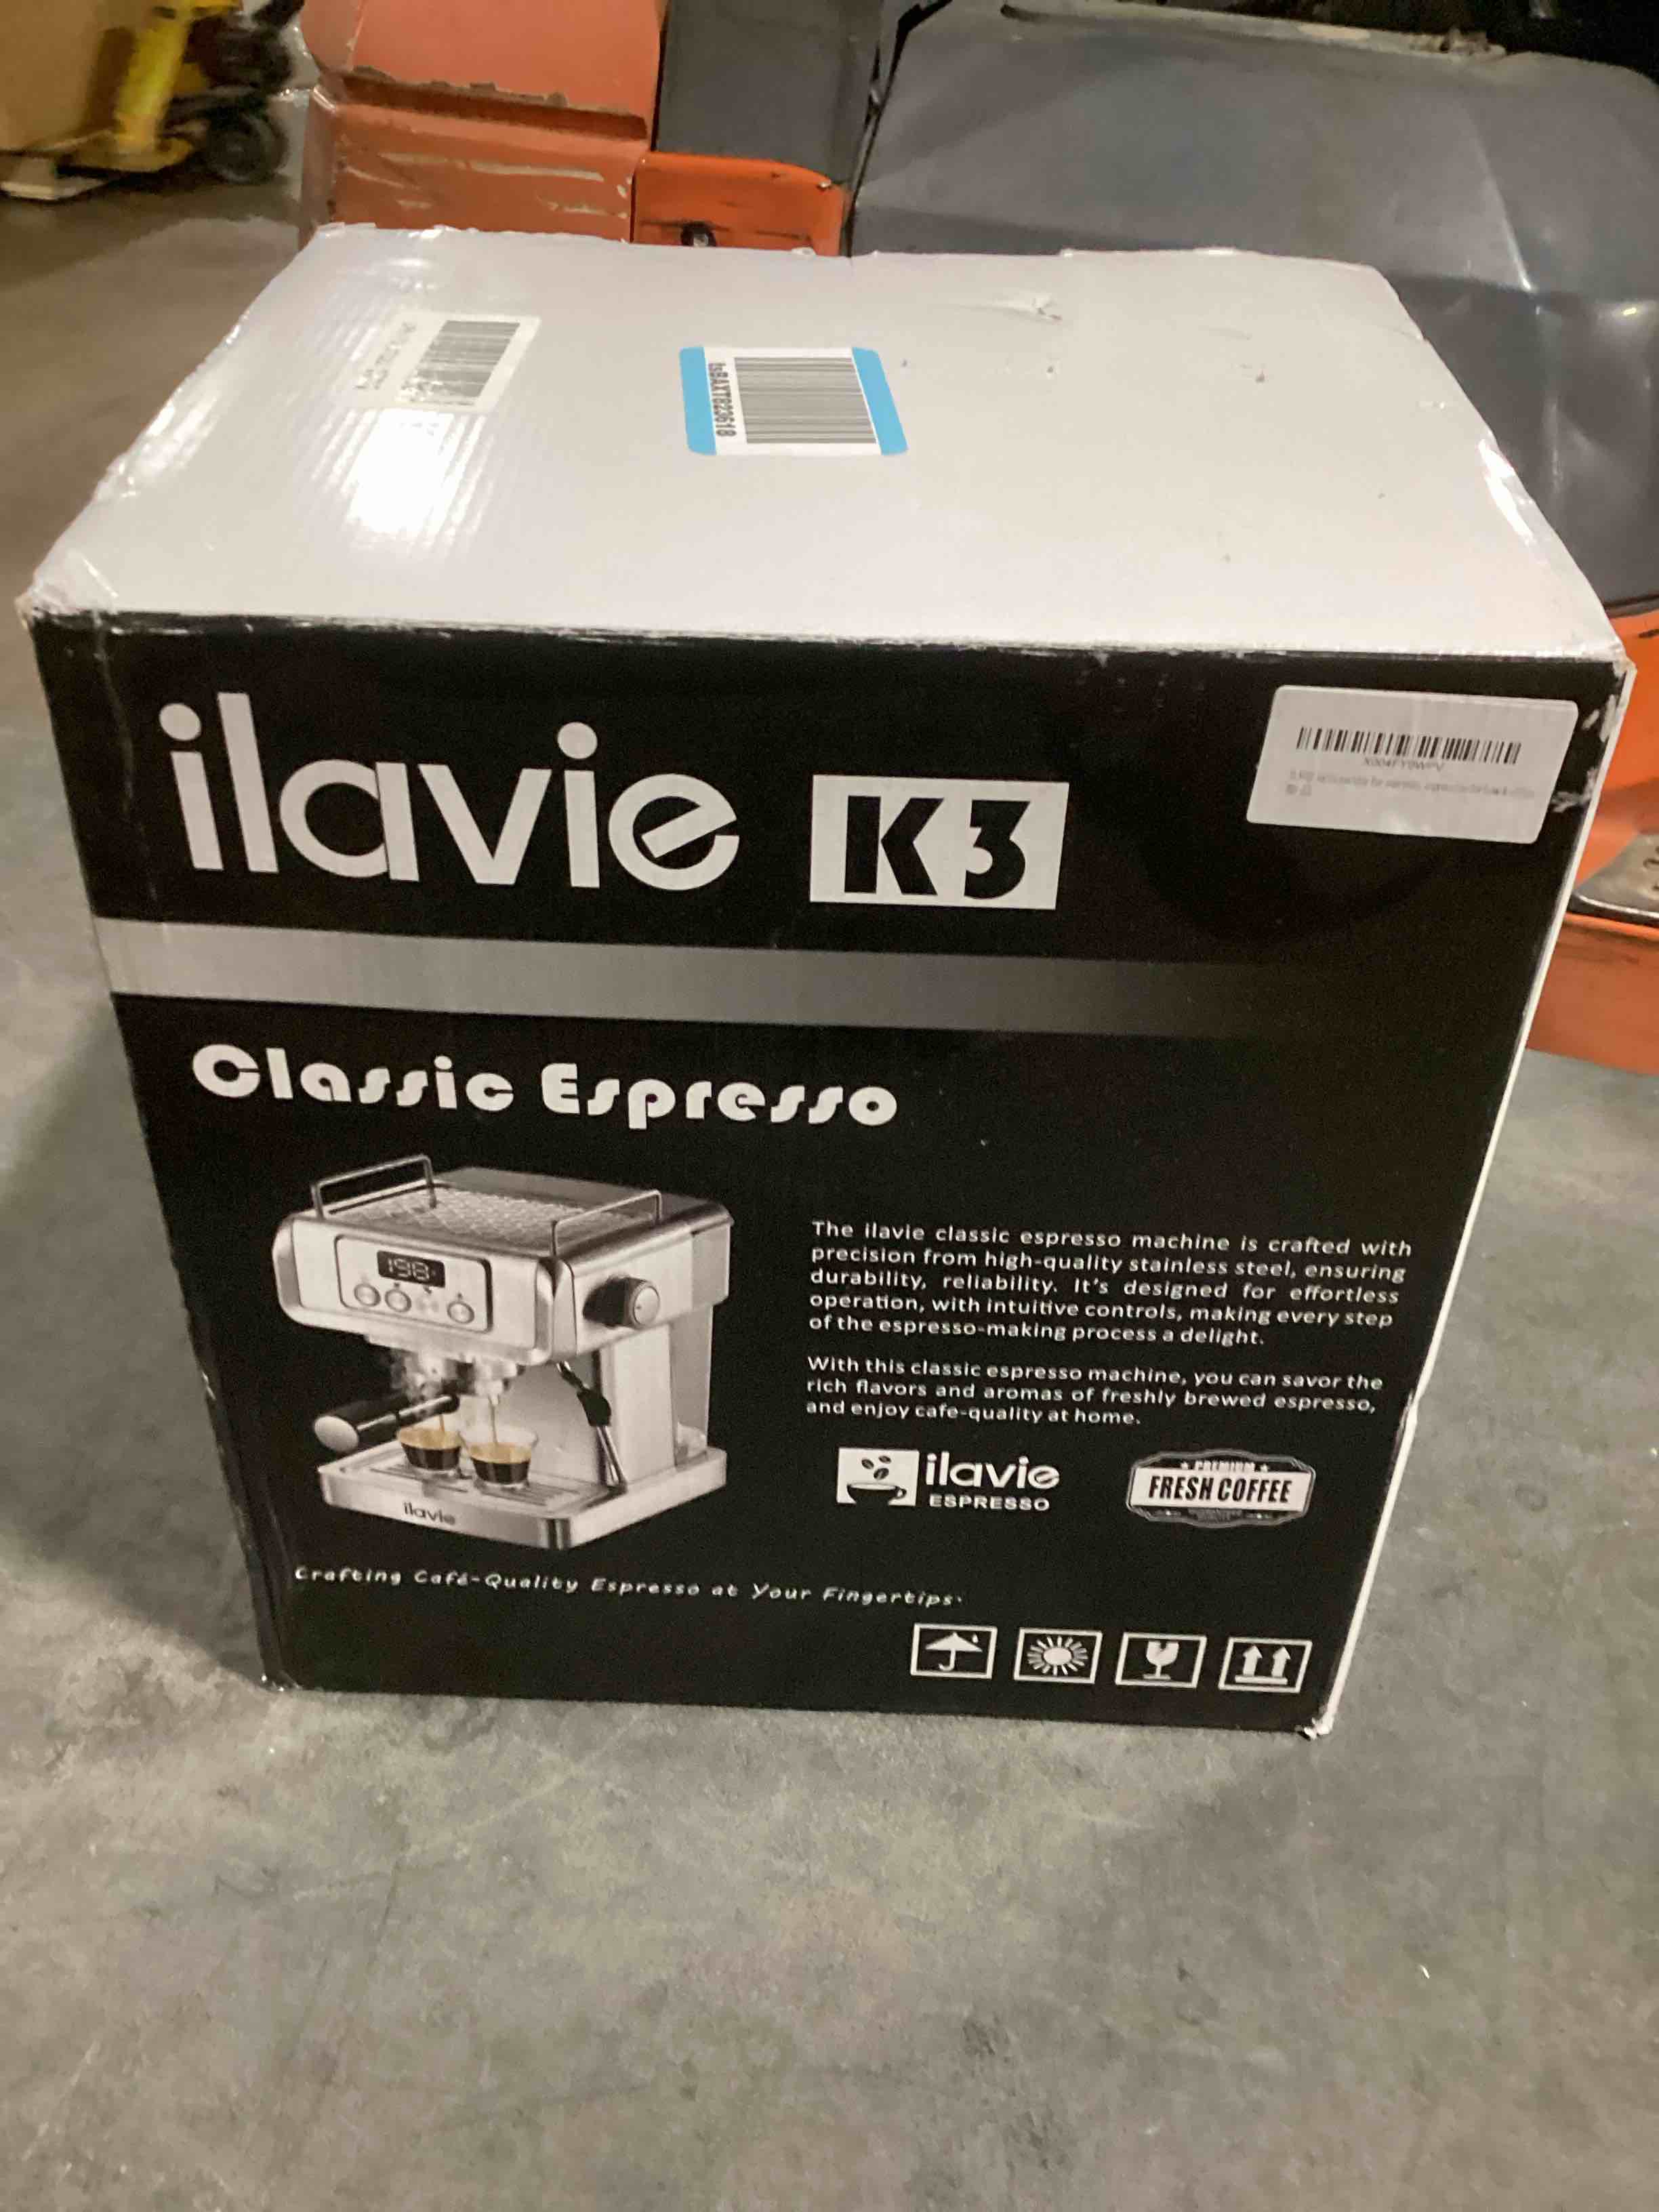 tsBAXTB23618
ilavie K3
Classic Espresso
198
ilavie
The ilavie classic espresso machine is crafted with
precision from high-quality stainless steel, ensuring
durability, reliability. It's designed for effortless
operation, with intuitive controls, making every step
of the espresso-making process a delight.
With this classic espresso machine, you can savor the
rich flavors and aromas of freshly brewed espresso,
and enjoy cafe-quality at home.
ilavie
ESPRESSO
PREMIUM
FRESH COFFEE
Crafting Café-Quality Espresso at Your Fingertips.